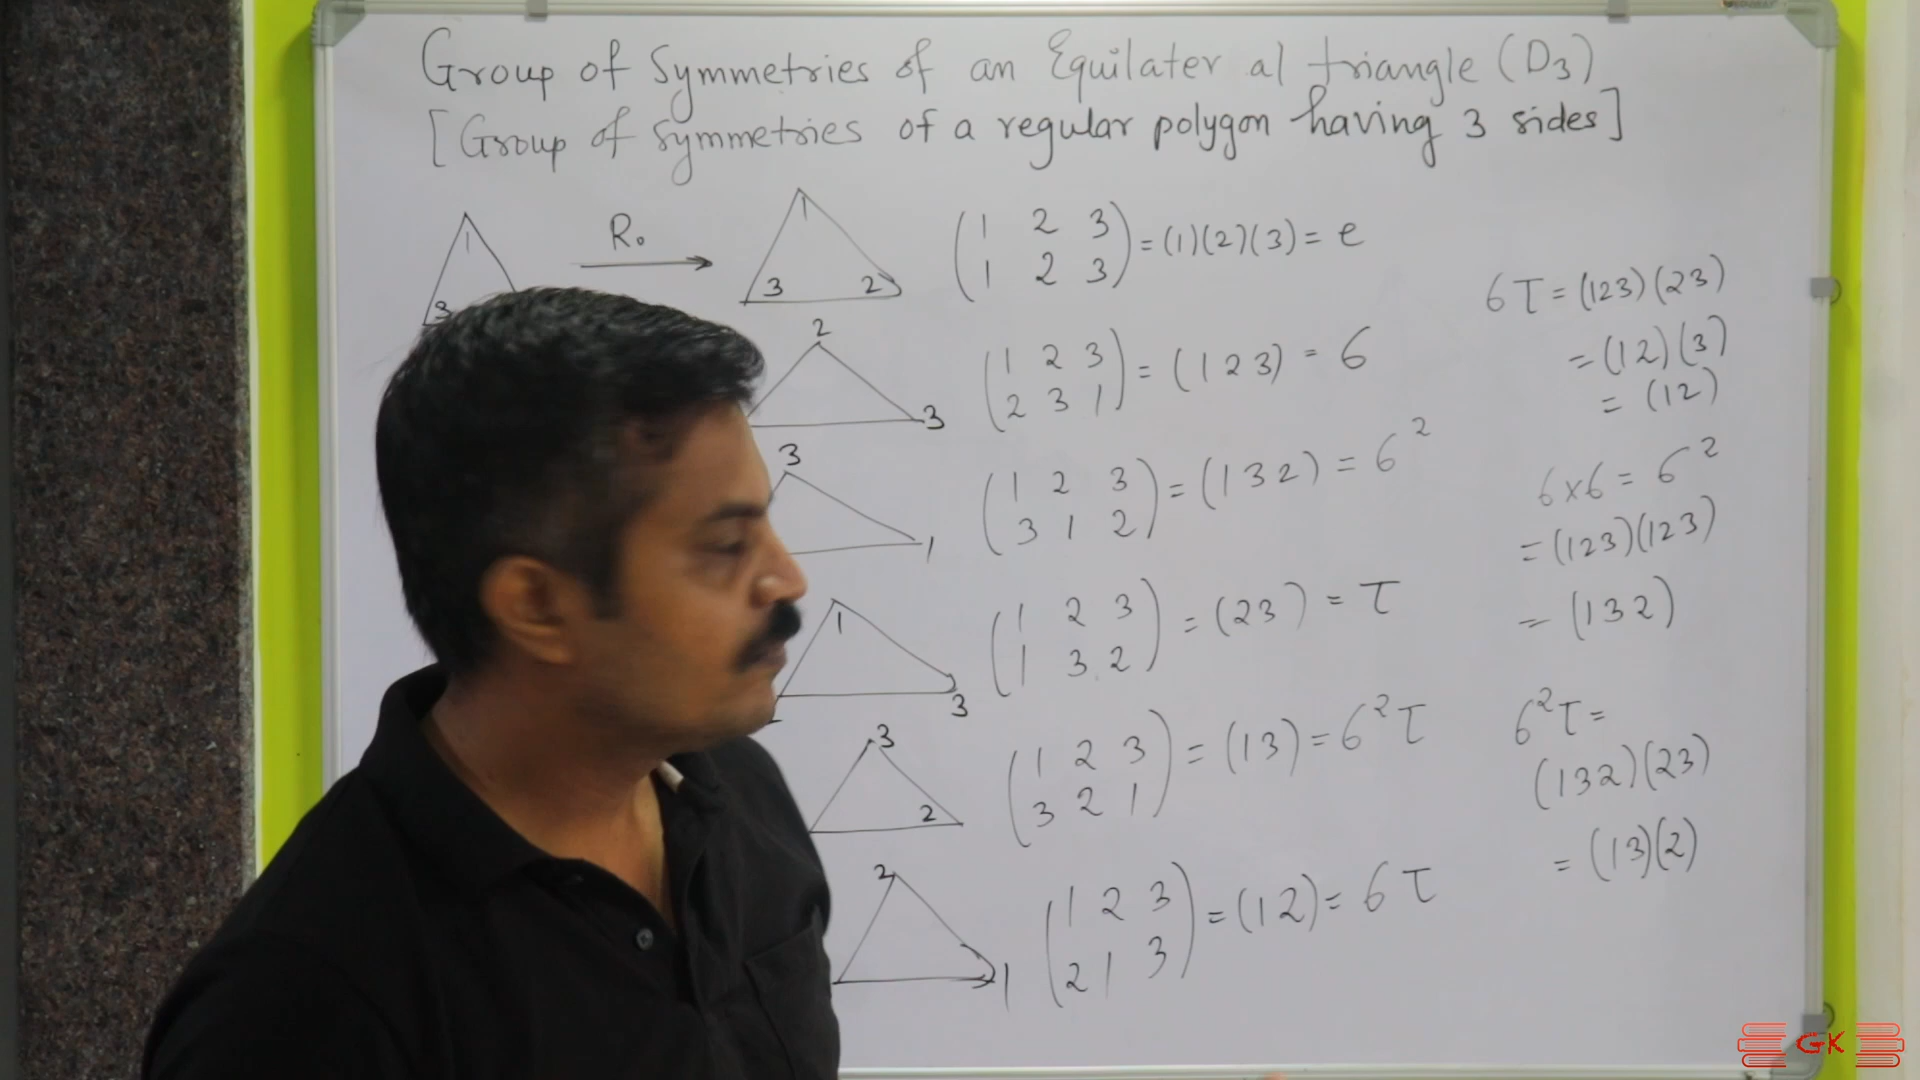 Group of Symmetries of an Equilater al triangle (D3)
[Group of symmetries of a regular polygon having 3 sides]
1
3
R₀
1
3 2
(1 2 3 / 1 2 3) = (1)(2)(3) = e
2
3
(1 2 3 / 2 3 1) = (1 2 3) = 6
3
1
(1 2 3 / 3 1 2) = (1 3 2) = 6²
1
3
(1 2 3 / 1 3 2) = (23) = τ
3
2
(1 2 3 / 3 2 1) = (13) = 6²τ
2
1
(1 2 3 / 2 1 3) = (12) = 6τ
6τ = (123)(23)
= (12)(3)
= (12)
6×6 = 6²
= (123)(123)
= (132)
6²τ =
(132)(23)
= (13)(2)
GK